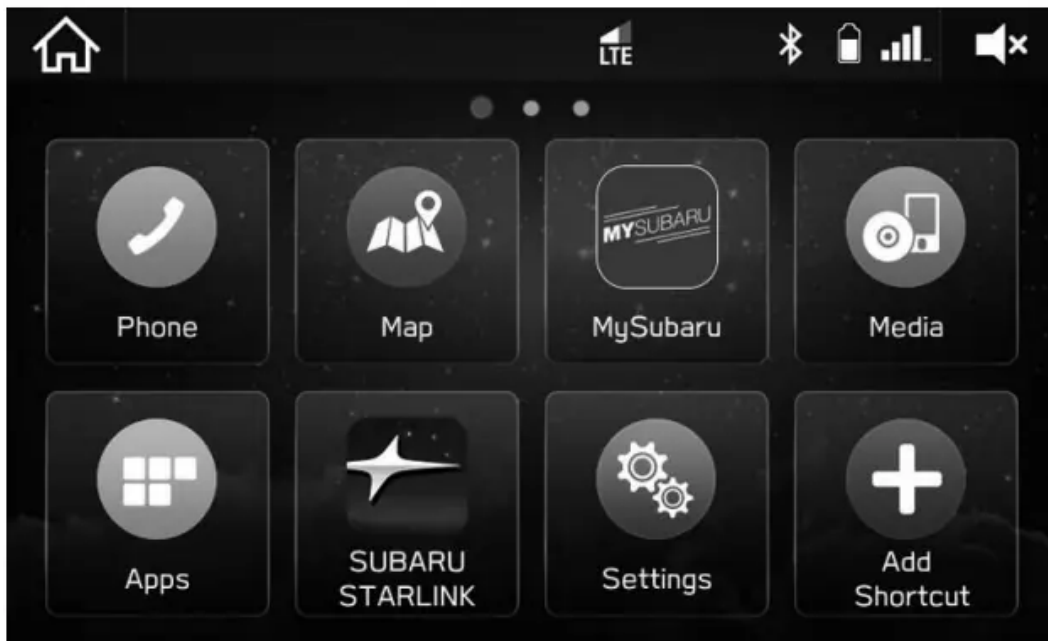 LTE
Phone
Map
MYSUBARU
MySubaru
Media
Apps
SUBARU
STARLINK
Settings
Add
Shortcut